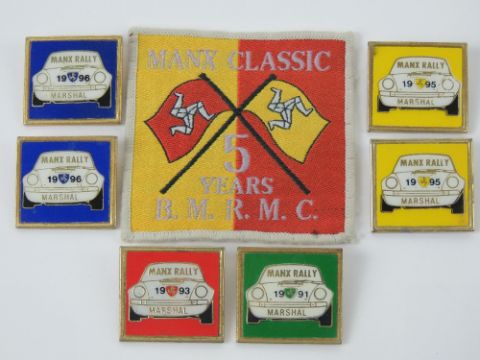 MANX RALLY
1996
MARSHAL
MANX CLASSIC
5
YEARS
B. M. R. M. C.
MANX RALLY
1995
MARSHAL
MANX RALLY
1996
MARSHAL
MANX RALLY
1995
MARSHAL
MANX RALLY
1993
MARSHAL
MANX RALLY
1991
MARSHAL